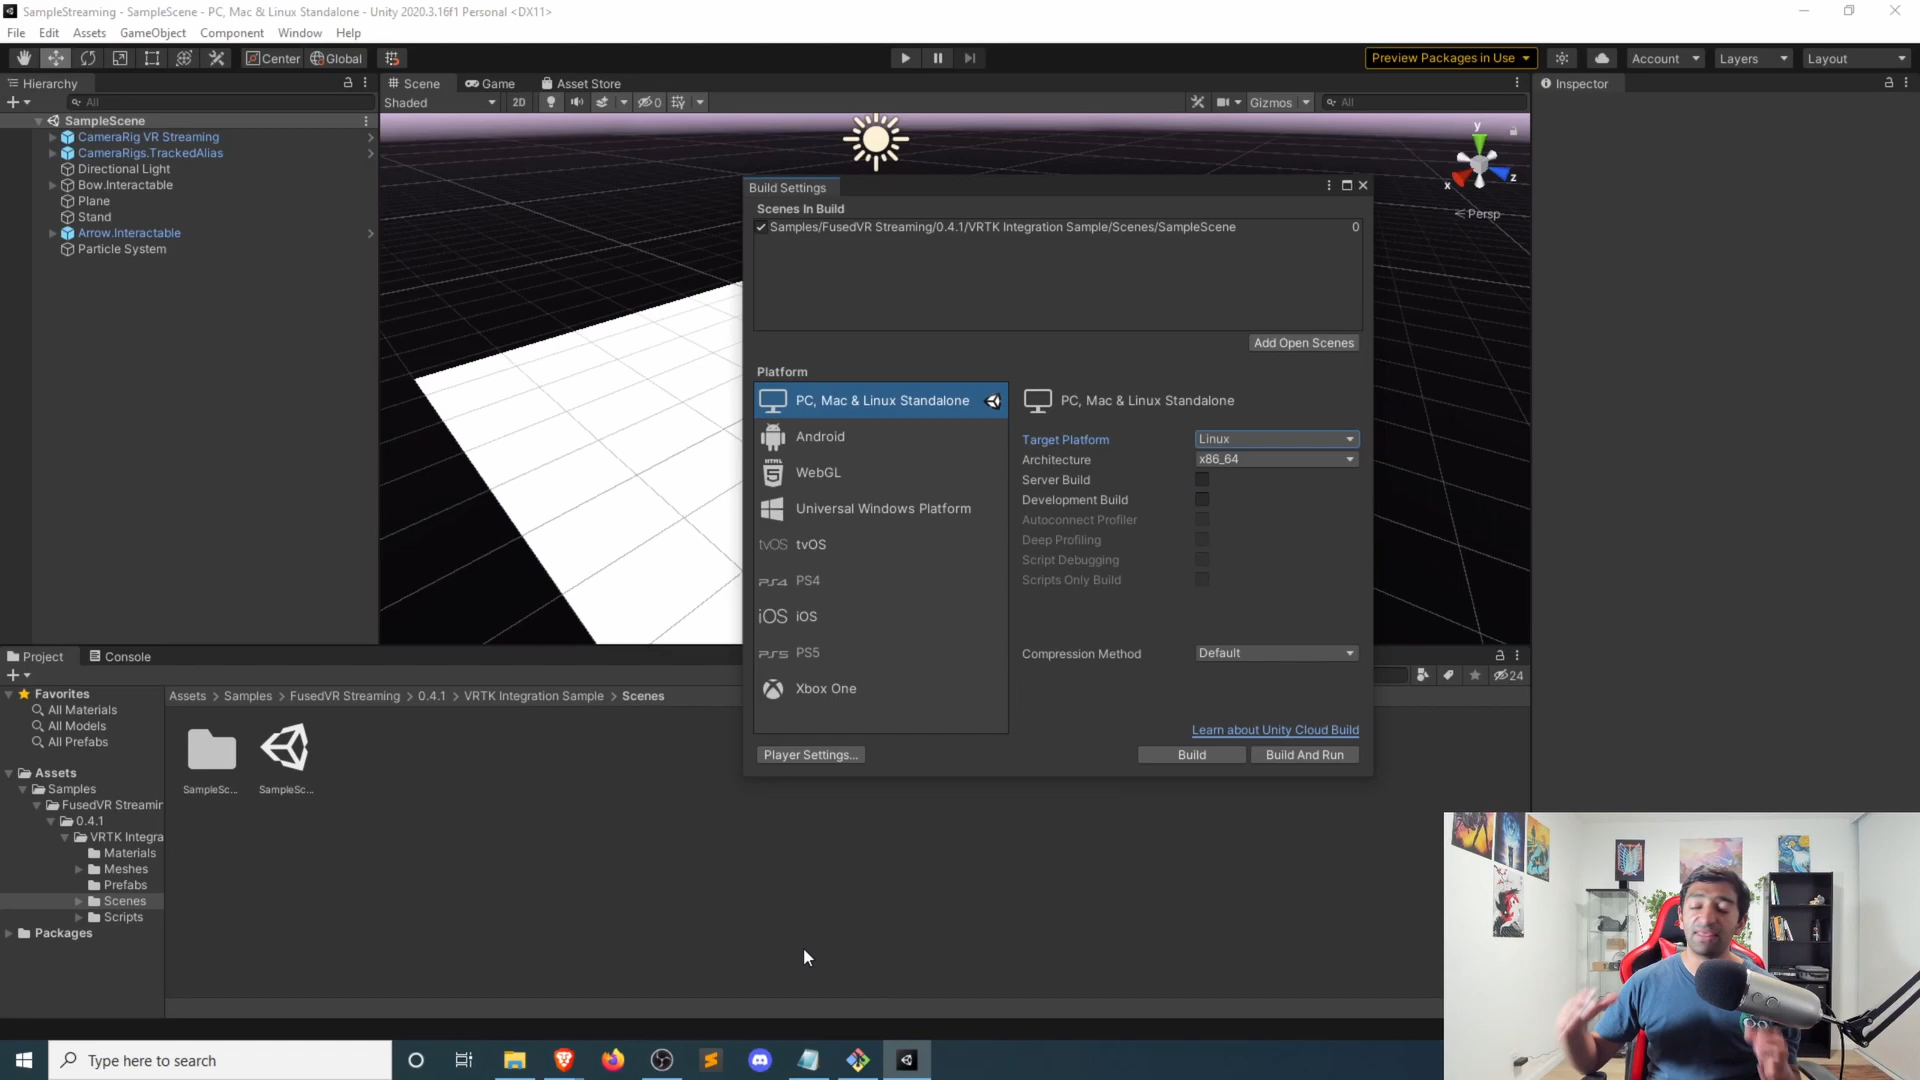 SampleStreaming - SampleScene - PC, Mac & Linux Standalone - Unity 2020.3.16f1 Personal <DX11>
File Edit Assets GameObject Component Window Help
Center Global
Preview Packages in Use
Account Layers Layout
Hierarchy
All
SampleScene
CameraRig VR Streaming
CameraRigs.TrackedAlias
Directional Light
Bow.Interactable
Plane
Stand
Arrow.Interactable
Particle System
Scene Game Asset Store
Shaded 2D 0 Gizmos All
y
x z
Persp
Inspector
Build Settings
Scenes In Build
Samples/FusedVR Streaming/0.4.1/VRTK Integration Sample/Scenes/SampleScene 0
Add Open Scenes
Platform
PC, Mac & Linux Standalone
Android
HTML
WebGL
Universal Windows Platform
tvOS tvOS
PS4 PS4
iOS iOS
PS5 PS5
Xbox One
PC, Mac & Linux Standalone
Target Platform Linux
Architecture x86_64
Server Build
Development Build
Autoconnect Profiler
Deep Profiling
Script Debugging
Scripts Only Build
Compression Method Default
Learn about Unity Cloud Build
Player Settings... Build Build And Run
Project Console
24
Favorites
All Materials
All Models
All Prefabs
Assets
Samples
FusedVR Streamin
0.4.1
VRTK Integra
Materials
Meshes
Prefabs
Scenes
Scripts
Packages
Assets > Samples > FusedVR Streaming > 0.4.1 > VRTK Integration Sample > Scenes
SampleSc... SampleSc...
Type here to search